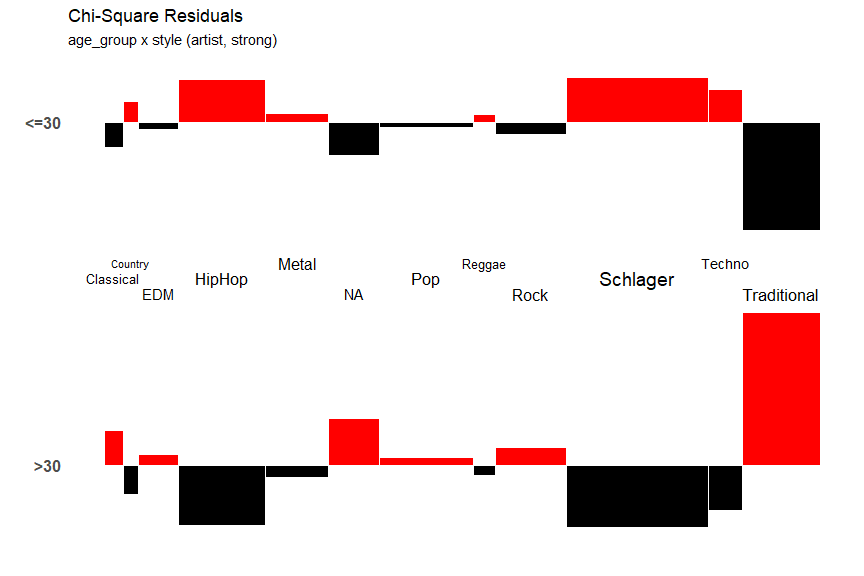 Chi-Square Residuals
age_group x style (artist, strong)
<=30
Country
Metal
Reggae
Techno
Classical
HipHop
Pop
Schlager
EDM
NA
Rock
Traditional
>30